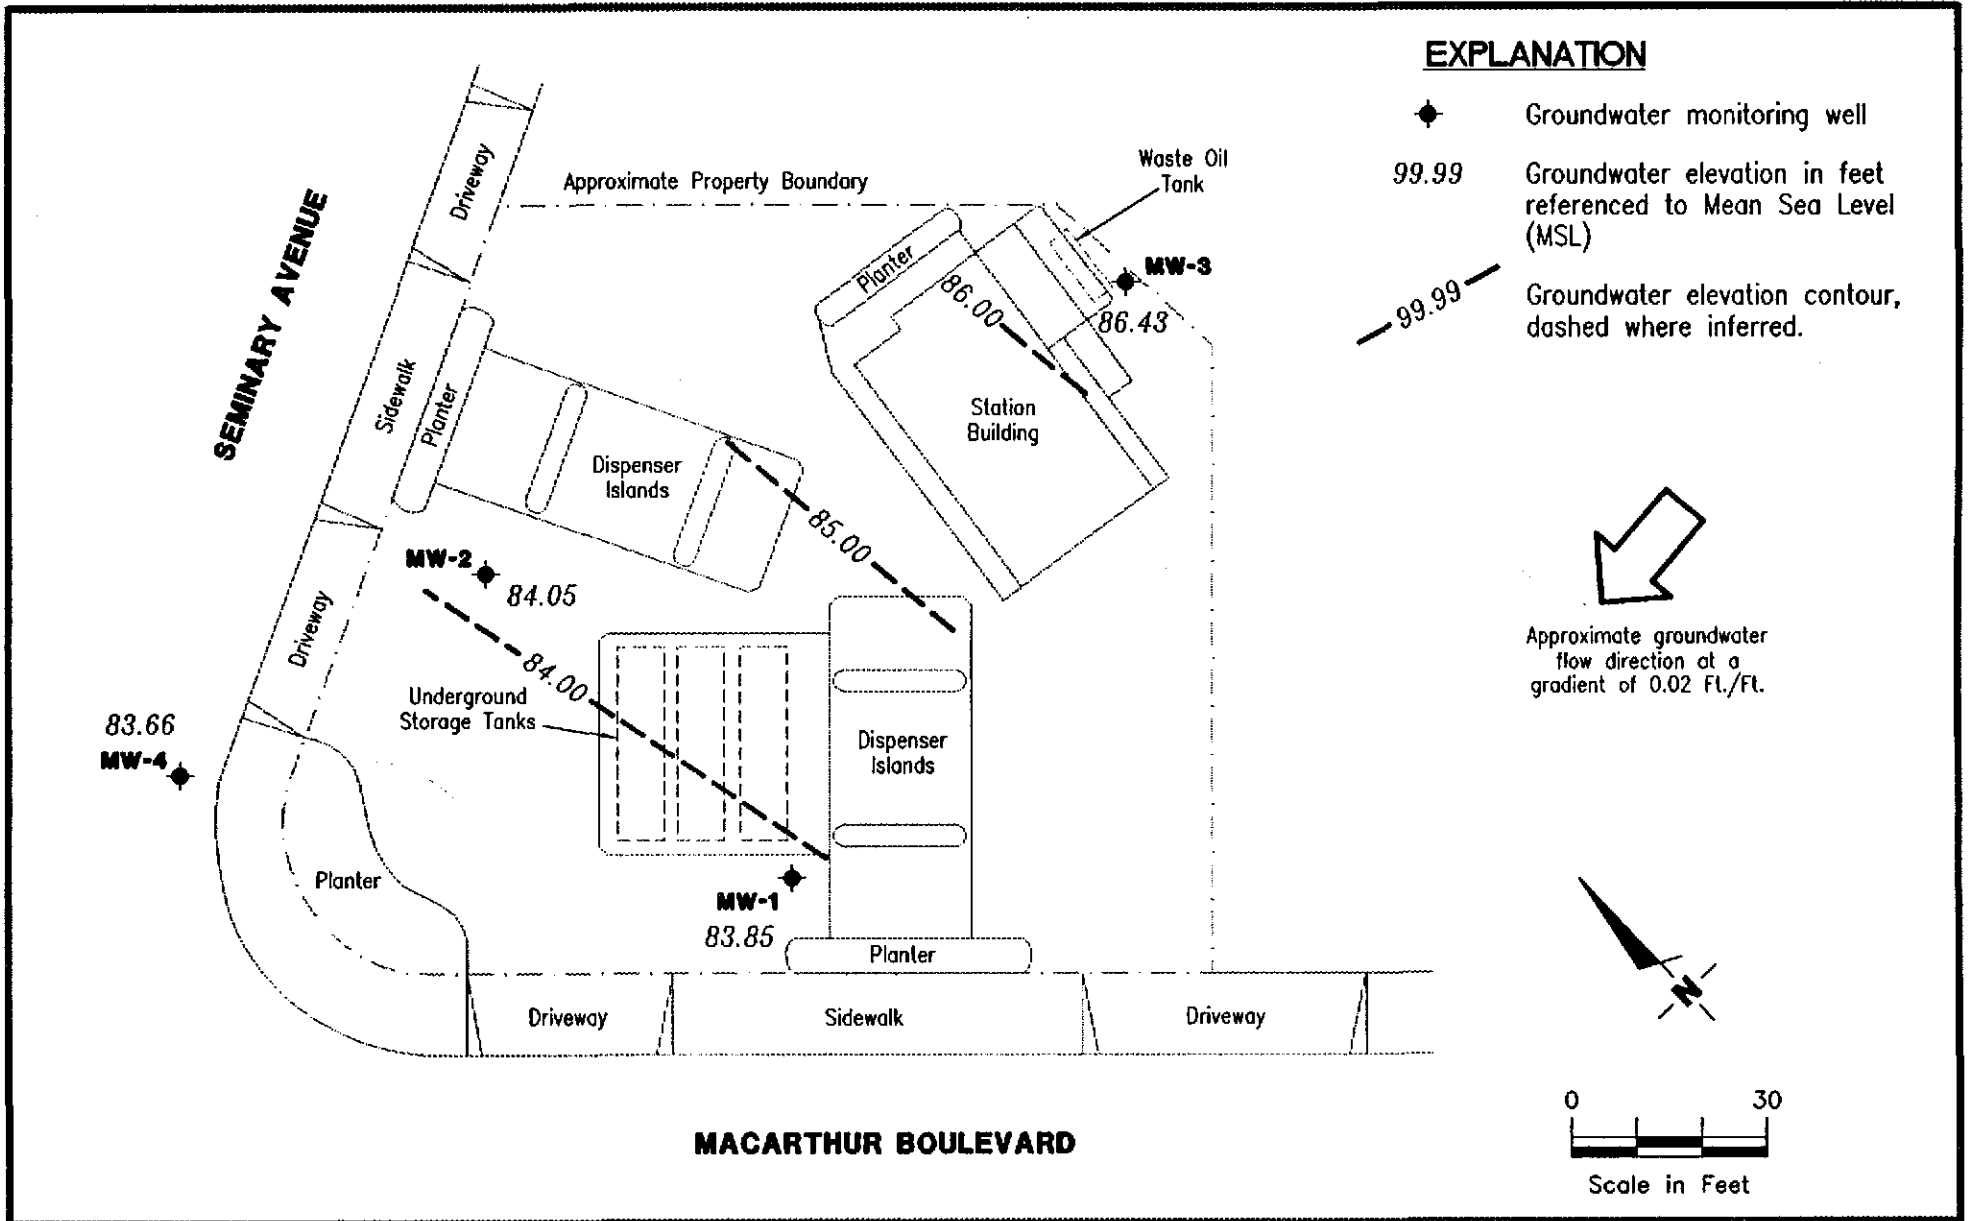 EXPLANATION
Groundwater monitoring well
99.99
Groundwater elevation in feet
referenced to Mean Sea Level
(MSL)
99.99
Groundwater elevation contour,
dashed where inferred.
Waste Oil
Tank
Approximate Property Boundary
Driveway
SEMINARY AVENUE
Planter
MW-3
86.43
86.00
Sidewalk
Planter
Station
Building
Dispenser
Islands
85.00
MW-2
84.05
Driveway
84.00
Underground
Storage Tanks
83.66
MW-4
Dispenser
Islands
Planter
MW-1
83.85
Planter
Driveway
Sidewalk
Driveway
MACARTHUR BOULEVARD
Approximate groundwater
flow direction at a
gradient of 0.02 Ft./Ft.
N
0
30
Scale in Feet